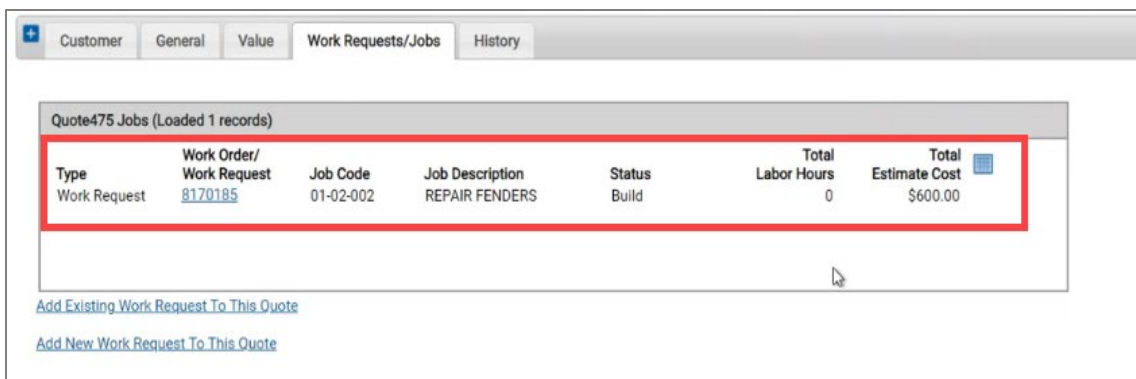 Customer General Value Work Requests/Jobs History
Quote475 Jobs (Loaded 1 records)
Work Order/ Total Total
Type Work Request Job Code Job Description Status Labor Hours Estimate Cost
Work Request 8170185 01-02-002 REPAIR FENDERS Build 0 $600.00
Add Existing Work Request To This Quote
Add New Work Request To This Quote